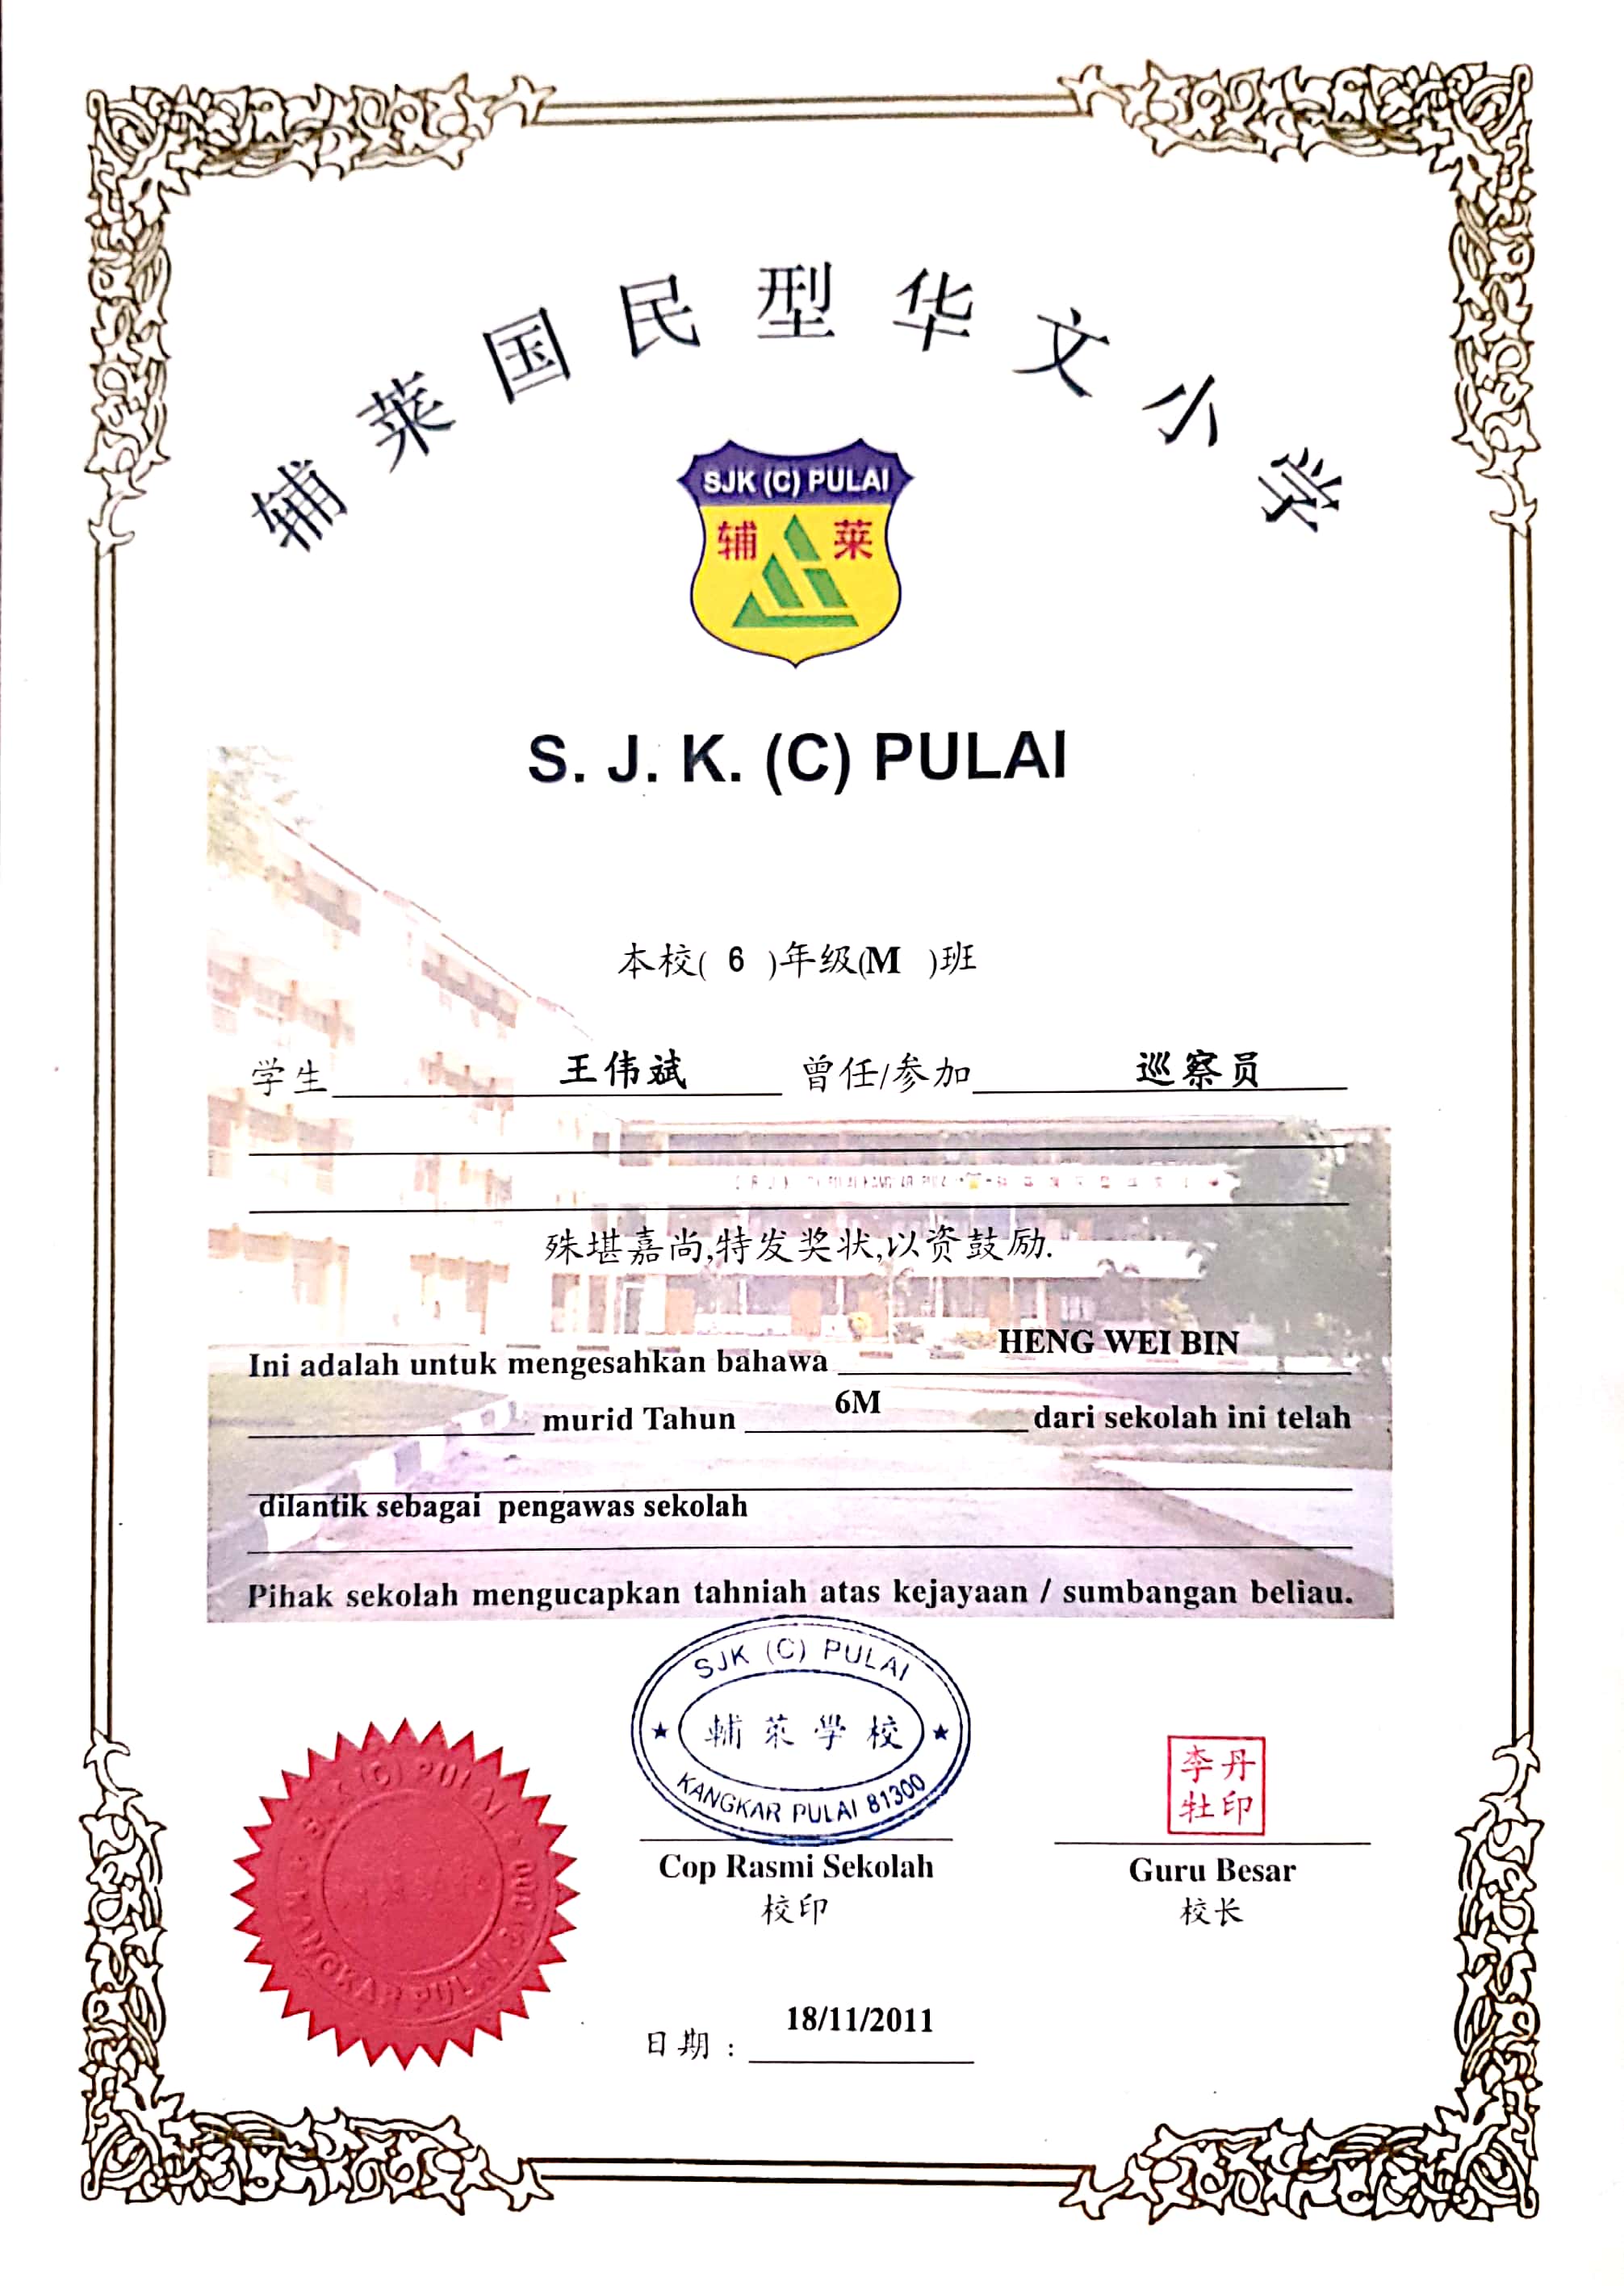 辅莱国民型华文小学
SJK (C) PULAI
辅 莱
S. J. K. (C) PULAI
本校( 6 )年级(M )班
学生 王伟斌 曾任/参加 巡察员
殊堪嘉尚,特发奖状,以资鼓励.
Ini adalah untuk mengesahkan bahawa HENG WEI BIN
murid Tahun 6M dari sekolah ini telah
dilantik sebagai pengawas sekolah
Pihak sekolah mengucapkan tahniah atas kejayaan / sumbangan beliau.
SJK (C) PULAI
★ 輔萊學校 ★
KANGKAR PULAI 81300
李丹
牡印
Cop Rasmi Sekolah
校印
Guru Besar
校长
SJK (C) PULAI
KANGKAR PULAI 81300
日期 : 18/11/2011